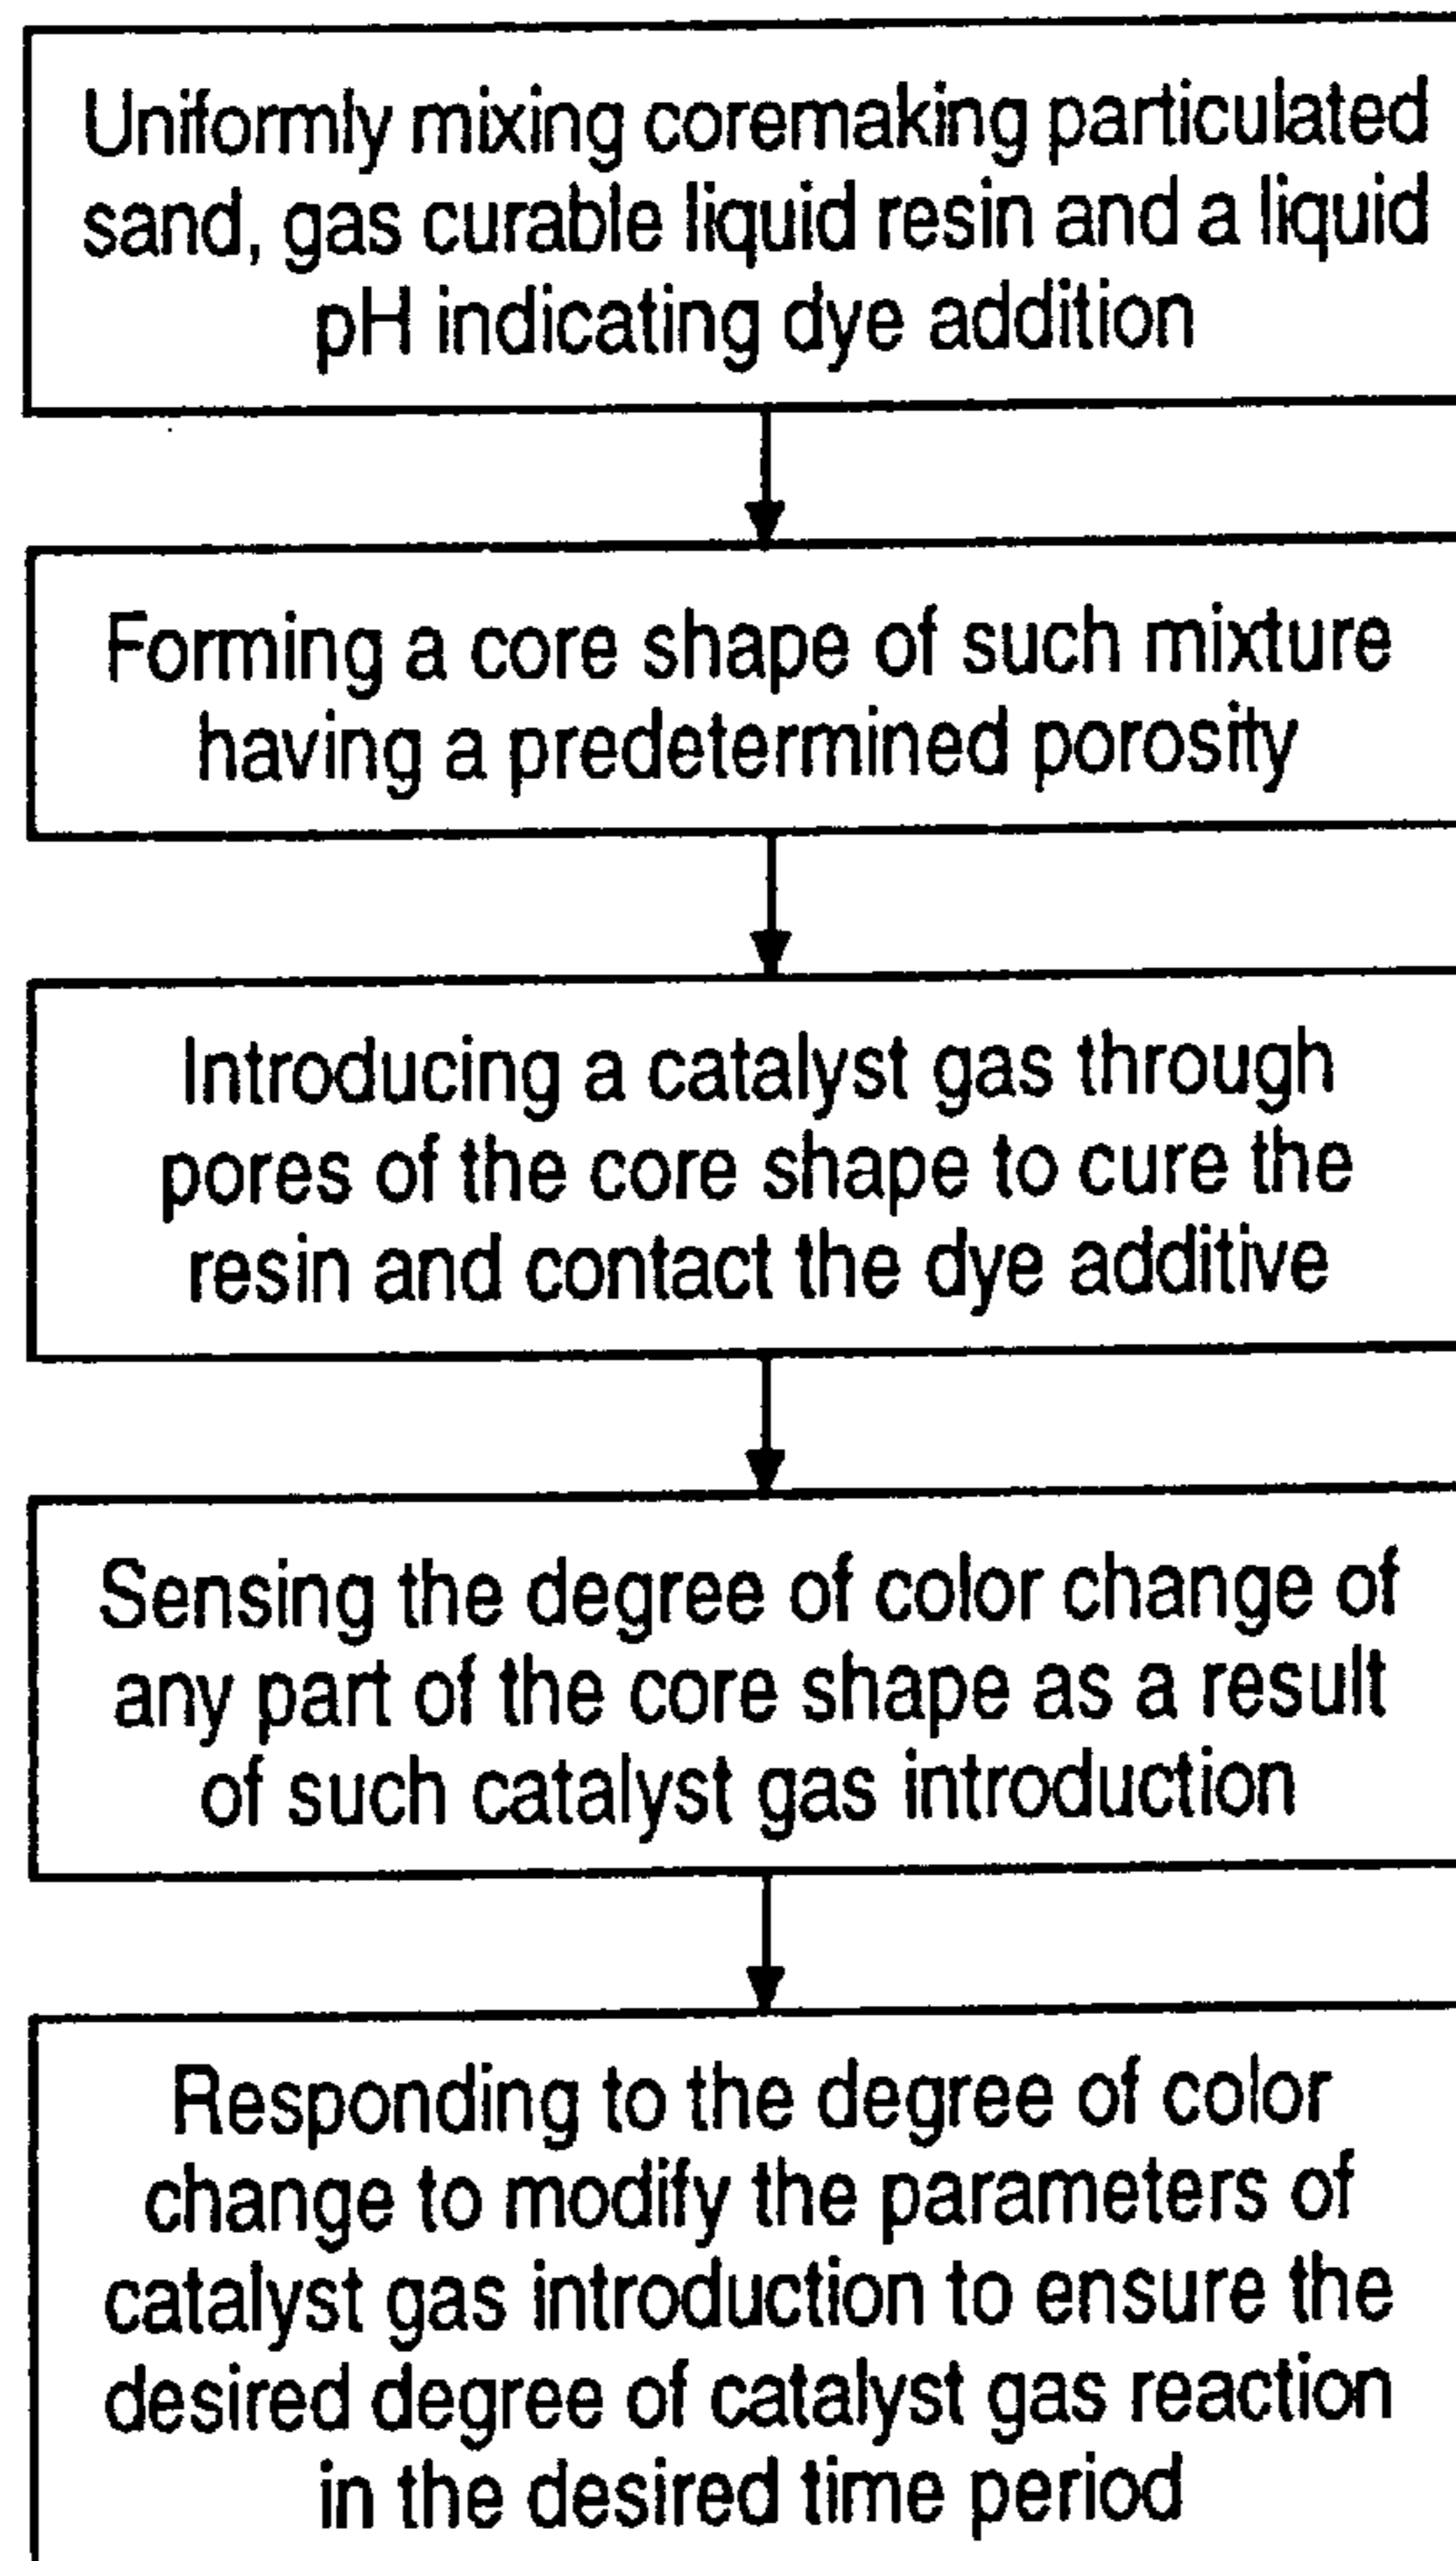 Uniformly mixing coremaking particulated
sand, gas curable liquid resin and a liquid
pH indicating dye addition
Forming a core shape of such mixture
having a predetermined porosity
Introducing a catalyst gas through
pores of the core shape to cure the
resin and contact the dye additive
Sensing the degree of color change of
any part of the core shape as a result
of such catalyst gas introduction
Responding to the degree of color
change to modify the parameters of
catalyst gas introduction to ensure the
desired degree of catalyst gas reaction
in the desired time period